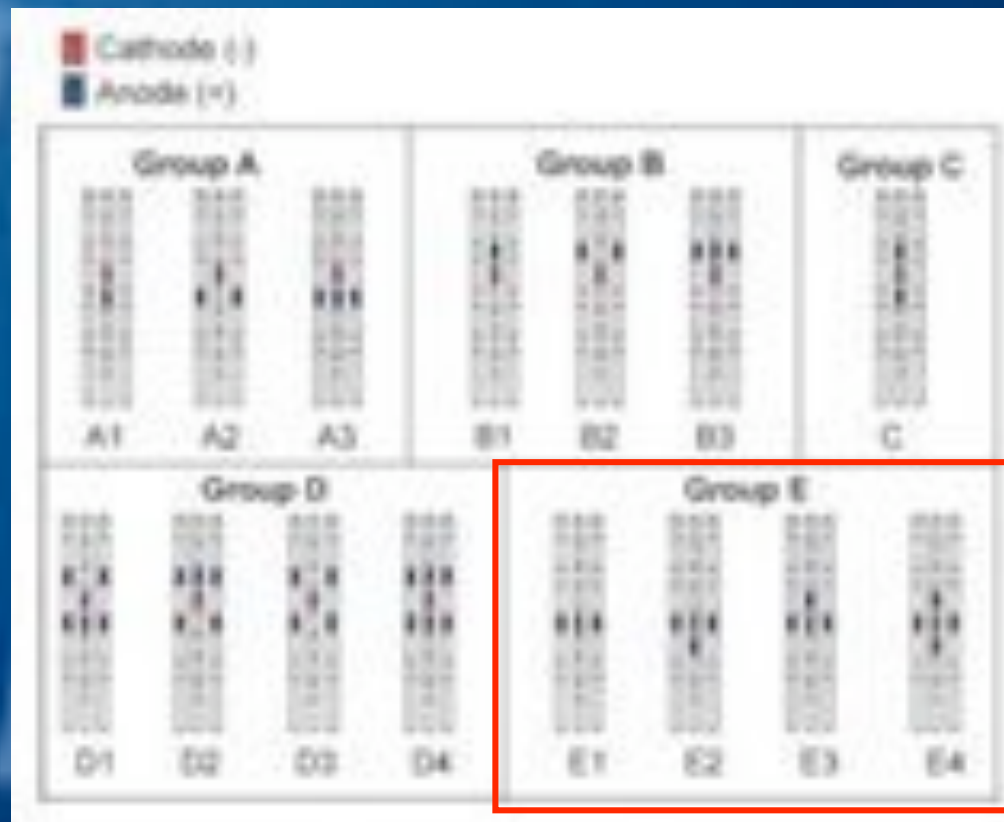 Cathode (-)
Anode (+)
Group A
Group B
Group C
A1 A2 A3
B1 B2 B3
C
Group D
Group E
D1 D2 D3 D4
E1 E2 E3 E4